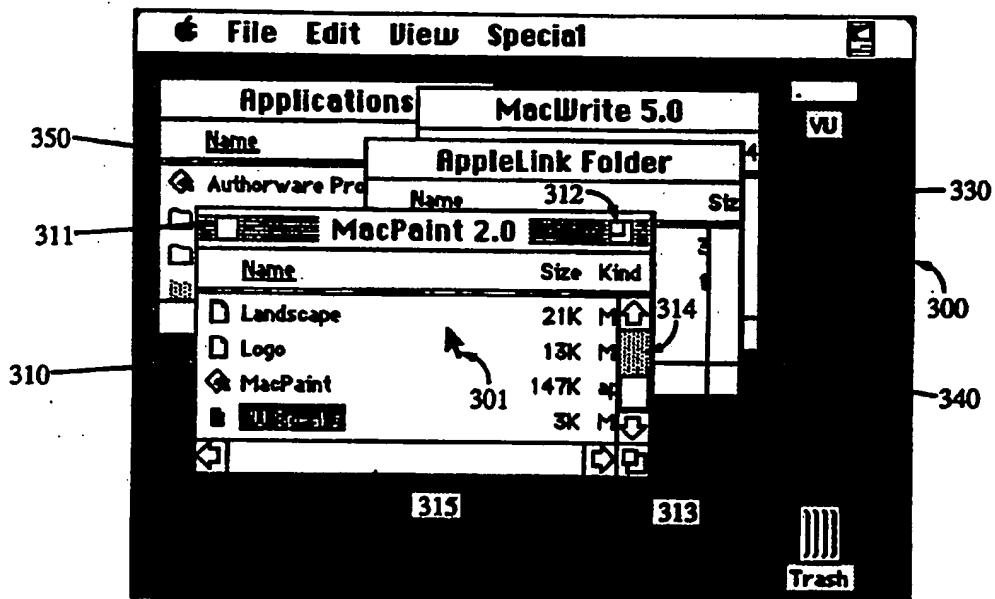 File Edit View Special
Applications
MacWrite 5.0
VU
350
Name
AppleLink Folder
4
Authorware Pro
Name
312
Siz
330
311
MacPaint 2.0
Name Size Kind
300
Landscape 21K M
314
Logo 13K M
310
MacPaint 147K ap
301
340
3K M
315
313
Trash